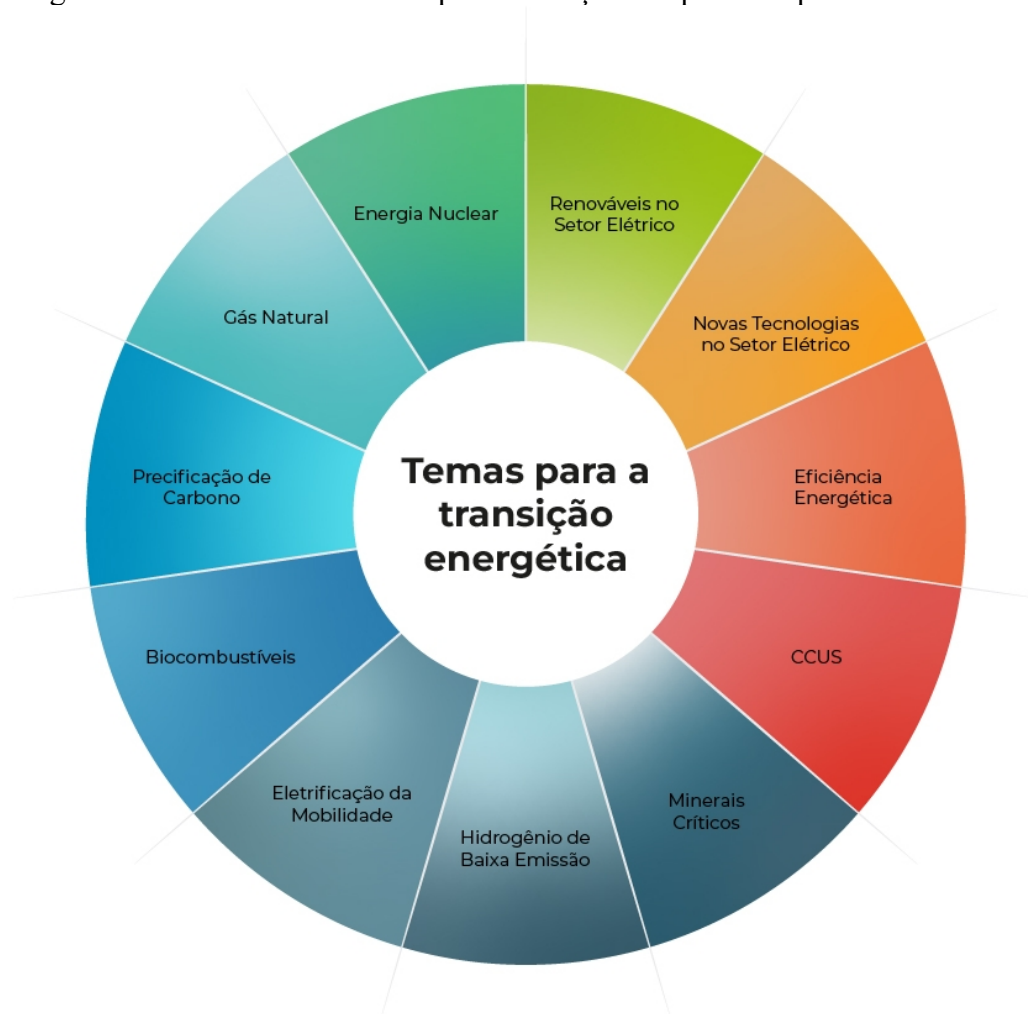 Energia Nuclear
Renováveis no
Setor Elétrico
Novas Tecnologias
no Setor Elétrico
Eficiência
Energética
CCUS
Minerais
Críticos
Hidrogênio de
Baixa Emissão
Eletrificação da
Mobilidade
Biocombustíveis
Precificação de
Carbono
Gás Natural
Temas para a
transição
energética